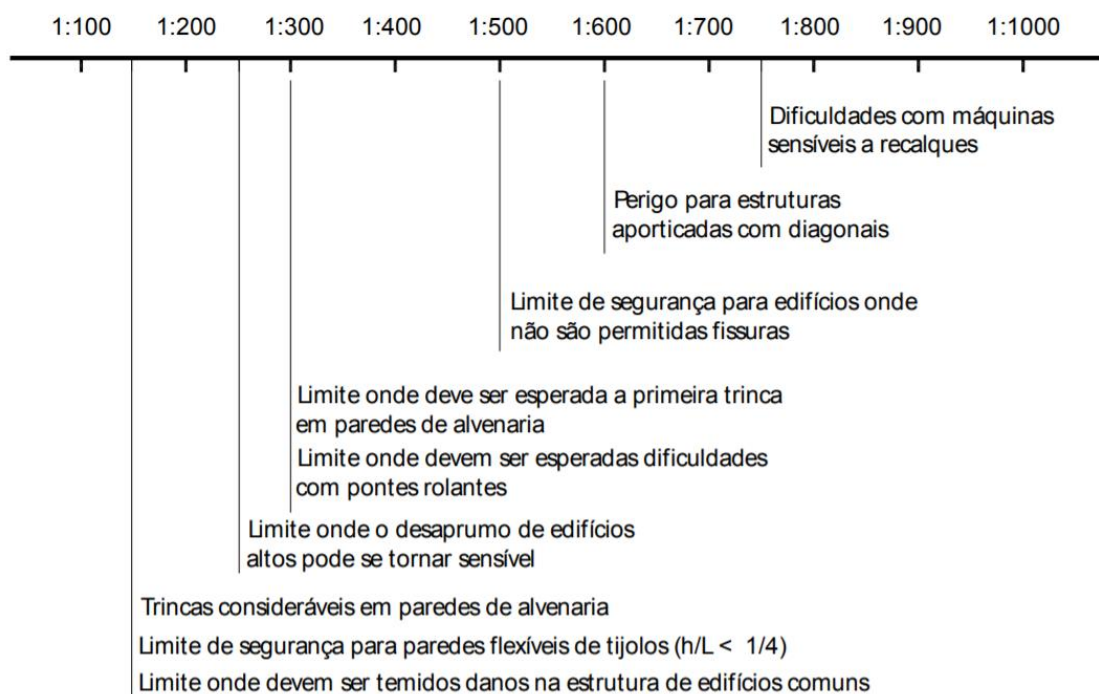 1:100 1:200 1:300 1:400 1:500 1:600 1:700 1:800 1:900 1:1000
Dificuldades com máquinas
sensíveis a recalques
Perigo para estruturas
aporticadas com diagonais
Limite de segurança para edifícios onde
não são permitidas fissuras
Limite onde deve ser esperada a primeira trinca
em paredes de alvenaria
Limite onde devem ser esperadas dificuldades
com pontes rolantes
Limite onde o desaprumo de edifícios
altos pode se tornar sensível
Trincas consideráveis em paredes de alvenaria
Limite de segurança para paredes flexíveis de tijolos (h/L < 1/4)
Limite onde devem ser temidos danos na estrutura de edifícios comuns